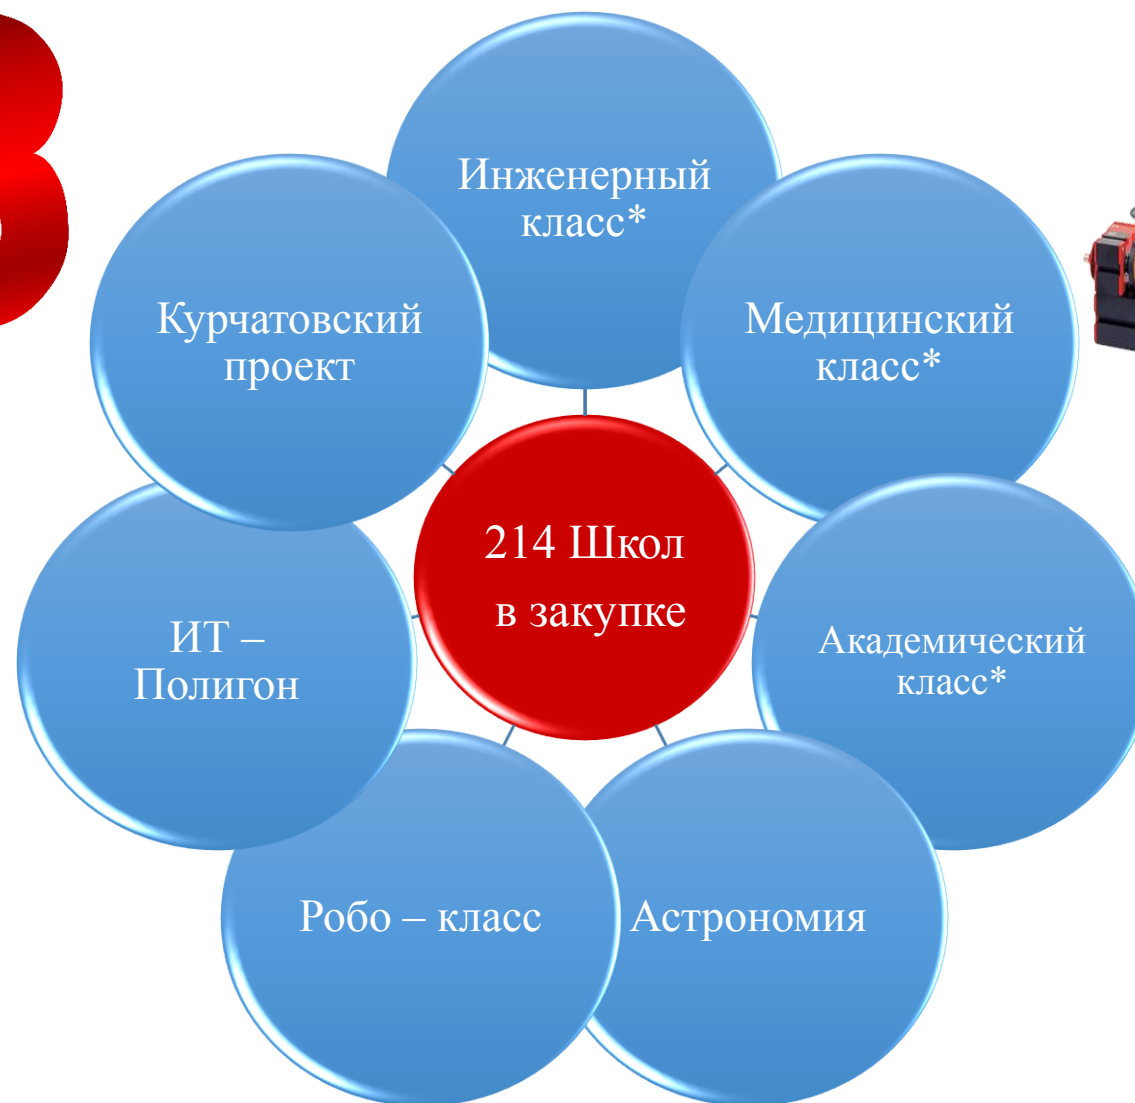 Инженерный
класс*
Медицинский
класс*
Академический
класс*
Астрономия
Робо – класс
ИТ –
Полигон
Курчатовский
проект
214 Школ
в закупке